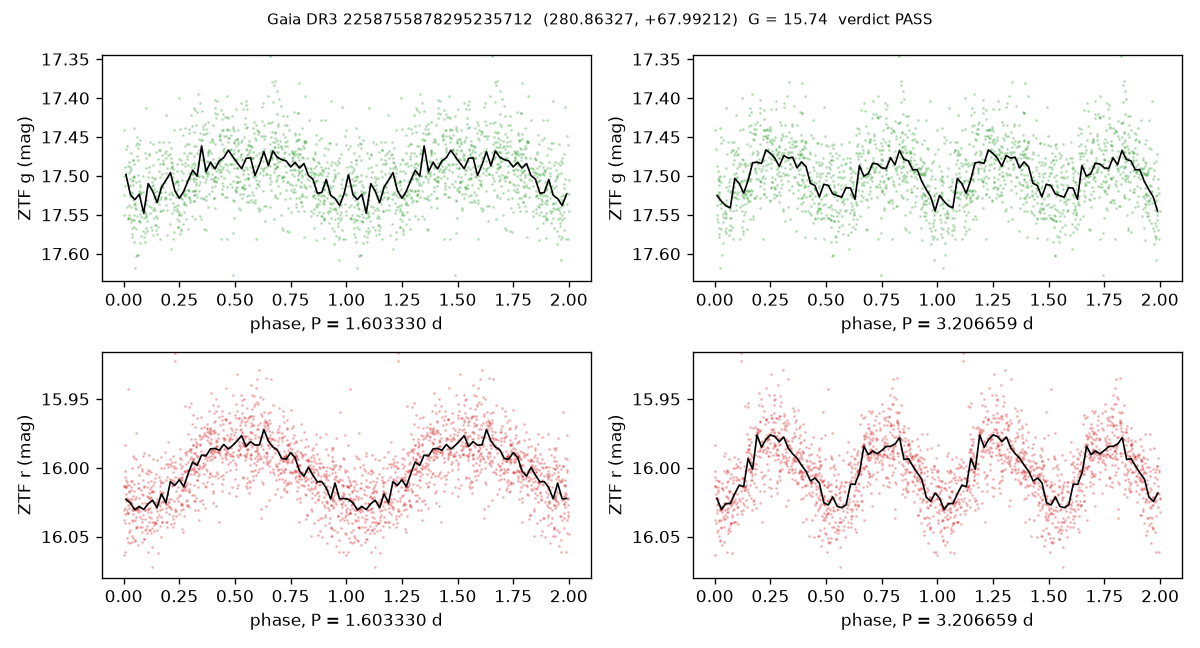 Gaia DR3 2258755878295235712  (280.86327, +67.99212)  G = 15.74  verdict PASS
17.35
17.40
17.45
17.50
17.55
17.60
ZTF g (mag)
0.00 0.25 0.50 0.75 1.00 1.25 1.50 1.75 2.00
phase, P = 1.603330 d
17.35
17.40
17.45
17.50
17.55
17.60
ZTF g (mag)
0.00 0.25 0.50 0.75 1.00 1.25 1.50 1.75 2.00
phase, P = 3.206659 d
15.95
16.00
16.05
ZTF r (mag)
0.00 0.25 0.50 0.75 1.00 1.25 1.50 1.75 2.00
phase, P = 1.603330 d
15.95
16.00
16.05
ZTF r (mag)
0.00 0.25 0.50 0.75 1.00 1.25 1.50 1.75 2.00
phase, P = 3.206659 d